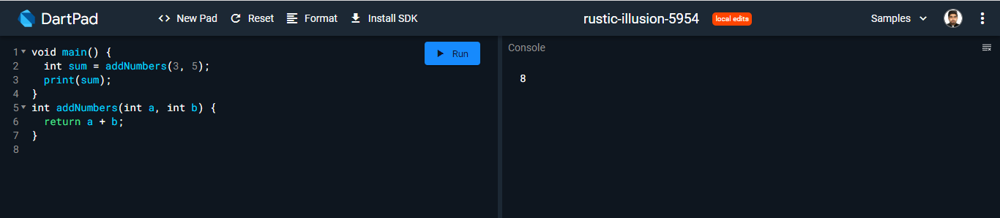 DartPad <> New Pad Reset Format Install SDK rustic-illusion-5954 local edits Samples
1 void main() {
2   int sum = addNumbers(3, 5);
3   print(sum);
4 }
5 int addNumbers(int a, int b) {
6   return a + b;
7 }
8
Run
Console
8